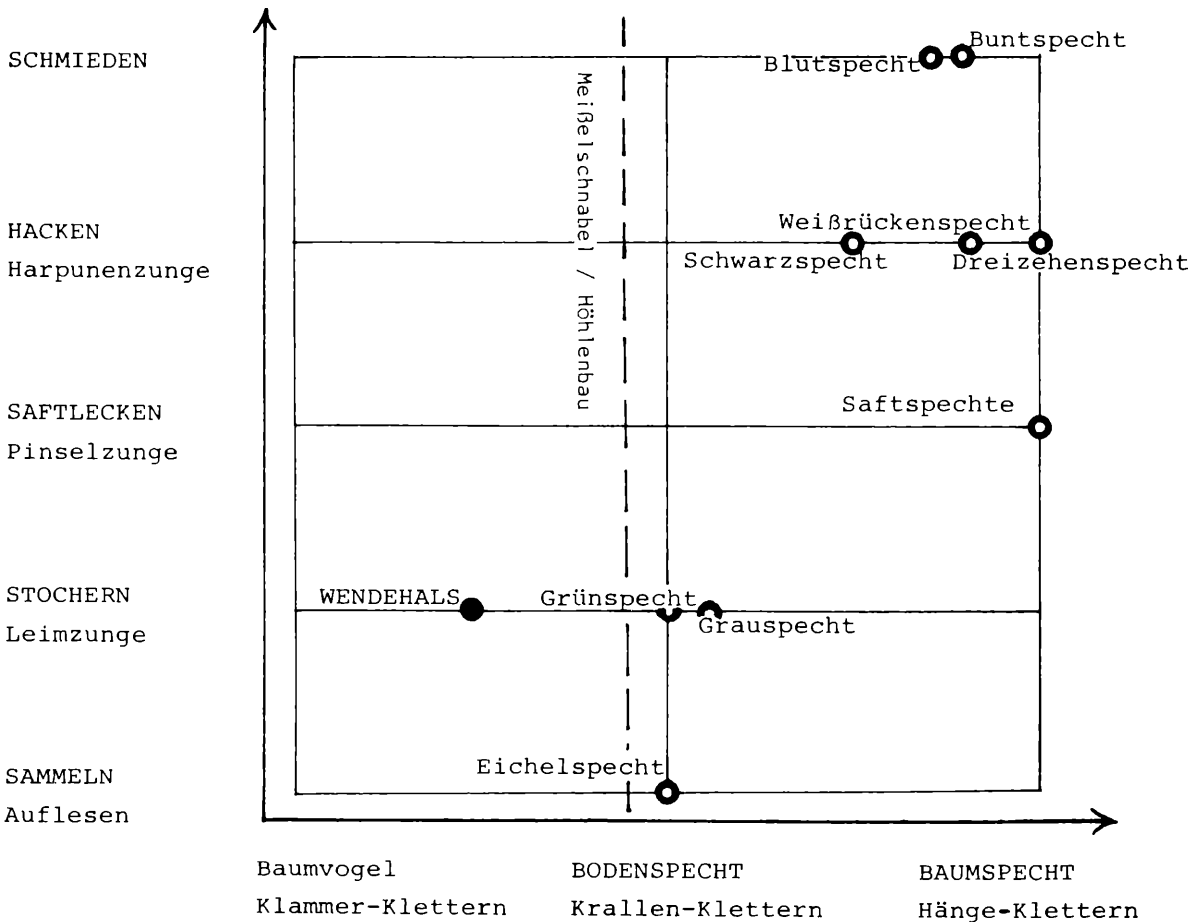 SCHMIEDEN
Buntspecht
Blutspecht
Meißelschnabel / Höhlenbau
HACKEN
Harpunenzunge
Weißrückenspecht
Schwarzspecht
Dreizehenspecht
SAFTLECKEN
Pinselzunge
Saftspechte
STOCHERN
Leimzunge
WENDEHALS
Grünspecht
Grauspecht
SAMMELN
Auflesen
Eichelspecht
Baumvogel
Klammer-Klettern
BODENSPECHT
Krallen-Klettern
BAUMSPECHT
Hänge-Klettern